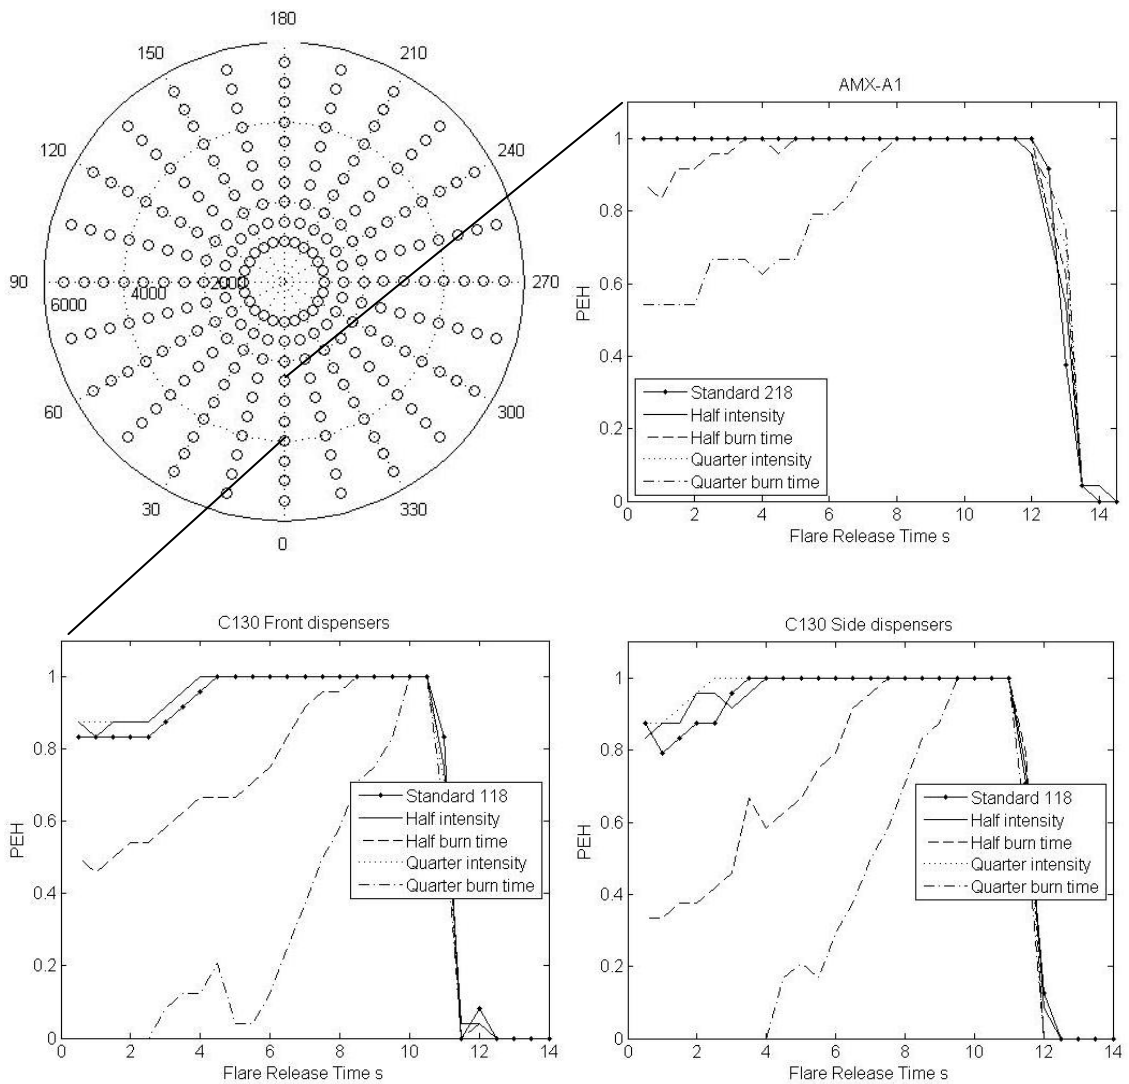 180
150
210
120
240
90
2000
4000
6000
270
60
300
30
330
0
AMX-A1
1
0.8
0.6
0.4
0.2
0
PEH
Standard 218
Half intensity
Half burn time
Quarter intensity
Quarter burn time
0 2 4 6 8 10 12 14
Flare Release Time s
C130 Front dispensers
1
0.8
0.6
0.4
0.2
0
PEH
Standard 118
Half intensity
Half burn time
Quarter intensity
Quarter burn time
0 2 4 6 8 10 12 14
Flare Release Time s
C130 Side dispensers
1
0.8
0.6
0.4
0.2
0
PEH
Standard 118
Half intensity
Half burn time
Quarter intensity
Quarter burn time
0 2 4 6 8 10 12 14
Flare Release Time s